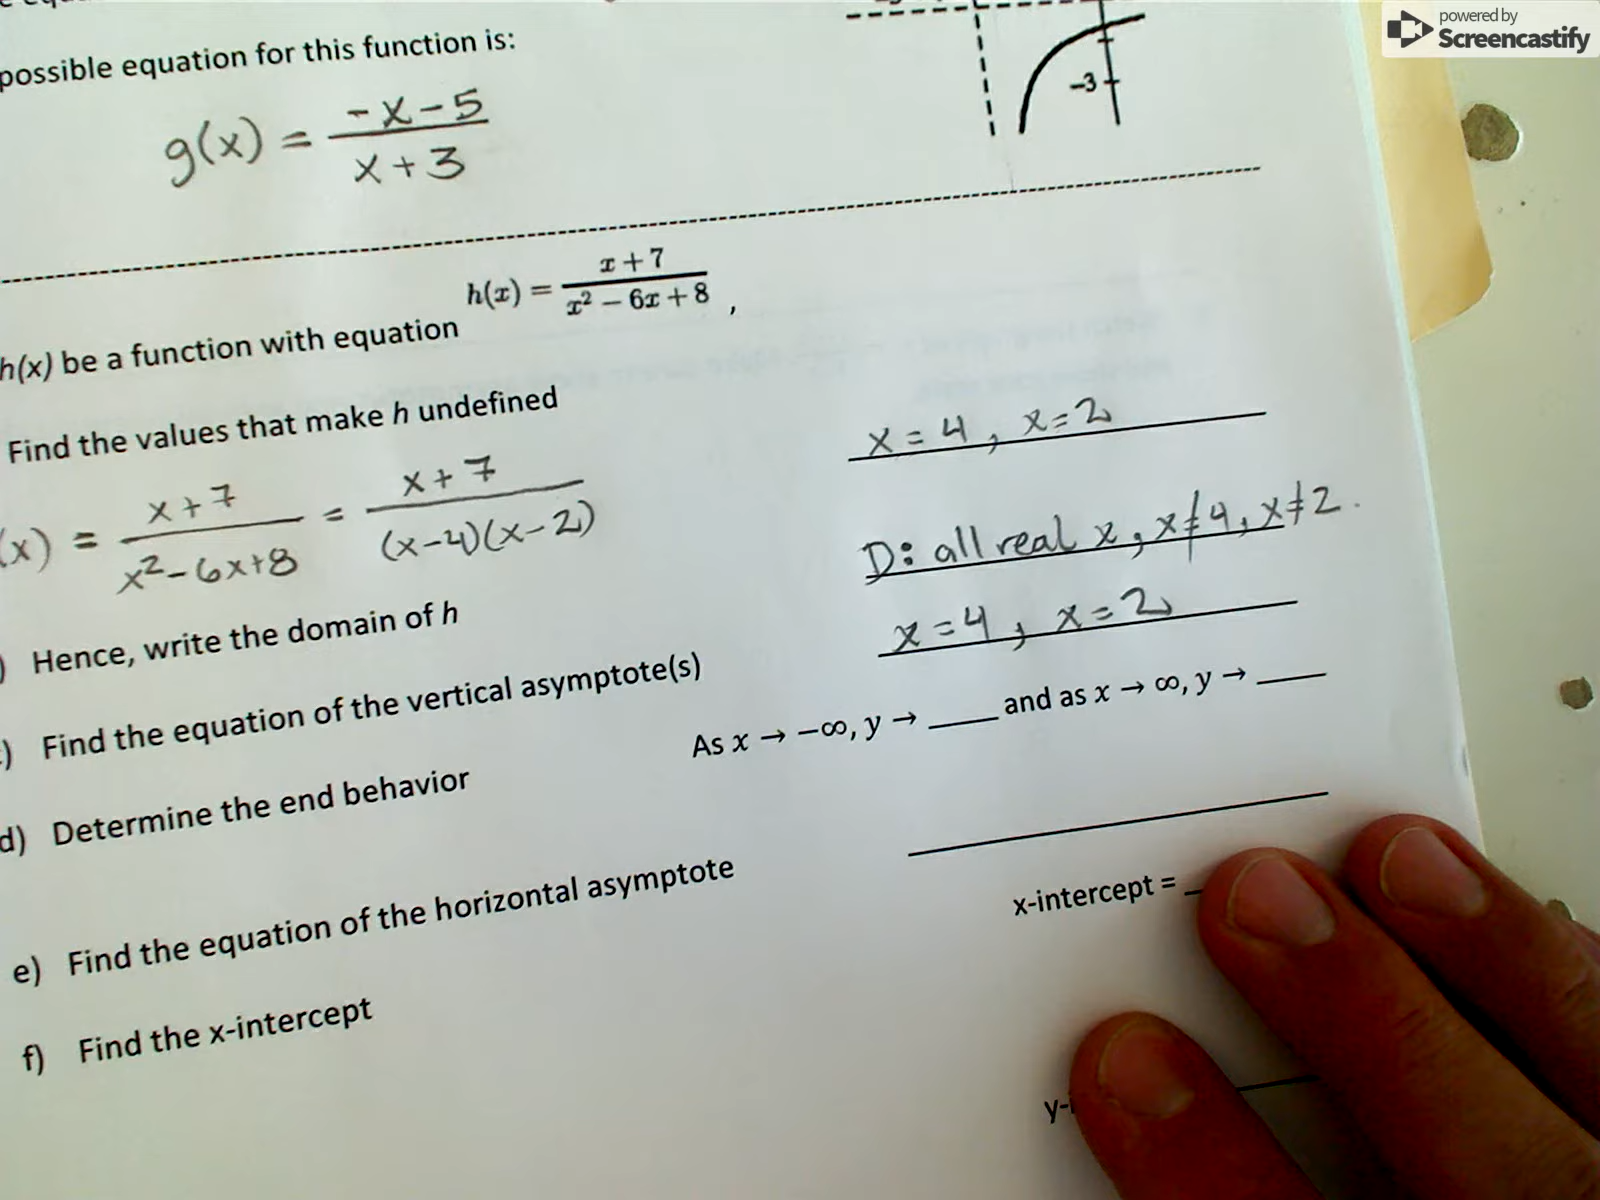 powered by
Screencastify
possible equation for this function is:
g(x) = -x-5 / x+3
-3
h(x) = x+7 / x² - 6x + 8 ,
h(x) be a function with equation
Find the values that make h undefined
x = 4 , x = 2
(x) = x+7 / x²-6x+8 = x+7 / (x-4)(x-2)
) Hence, write the domain of h
D: all real x, x≠4, x≠2.
) Find the equation of the vertical asymptote(s)
x = 4 , x = 2
d) Determine the end behavior
As x → -∞, y → ____ and as x → ∞, y → ____
e) Find the equation of the horizontal asymptote
f) Find the x-intercept
x-intercept =
y-